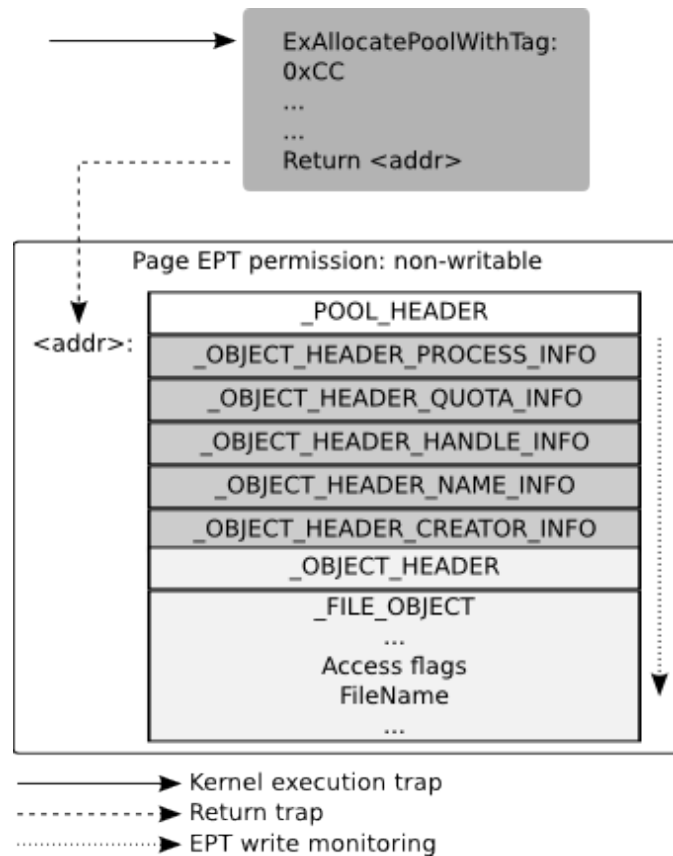 ExAllocatePoolWithTag:
0xCC
...
...
Return <addr>
Page EPT permission: non-writable
<addr>:
_POOL_HEADER
_OBJECT_HEADER_PROCESS_INFO
_OBJECT_HEADER_QUOTA_INFO
_OBJECT_HEADER_HANDLE_INFO
_OBJECT_HEADER_NAME_INFO
_OBJECT_HEADER_CREATOR_INFO
_OBJECT_HEADER
_FILE_OBJECT
...
Access flags
FileName
...
Kernel execution trap
Return trap
EPT write monitoring